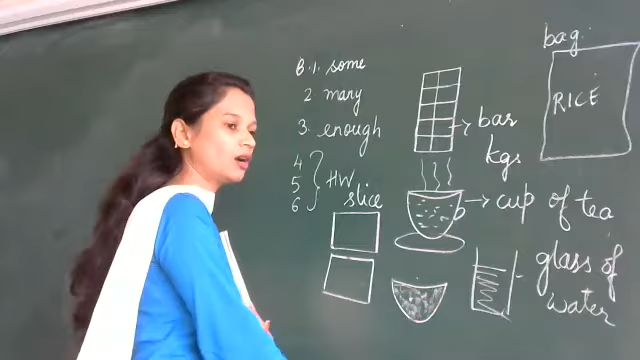 B.1. some
2 many
3. enough
4
5 } HW
6
slice
bag
RICE
bar
kgs
cup of tea
glass of
water